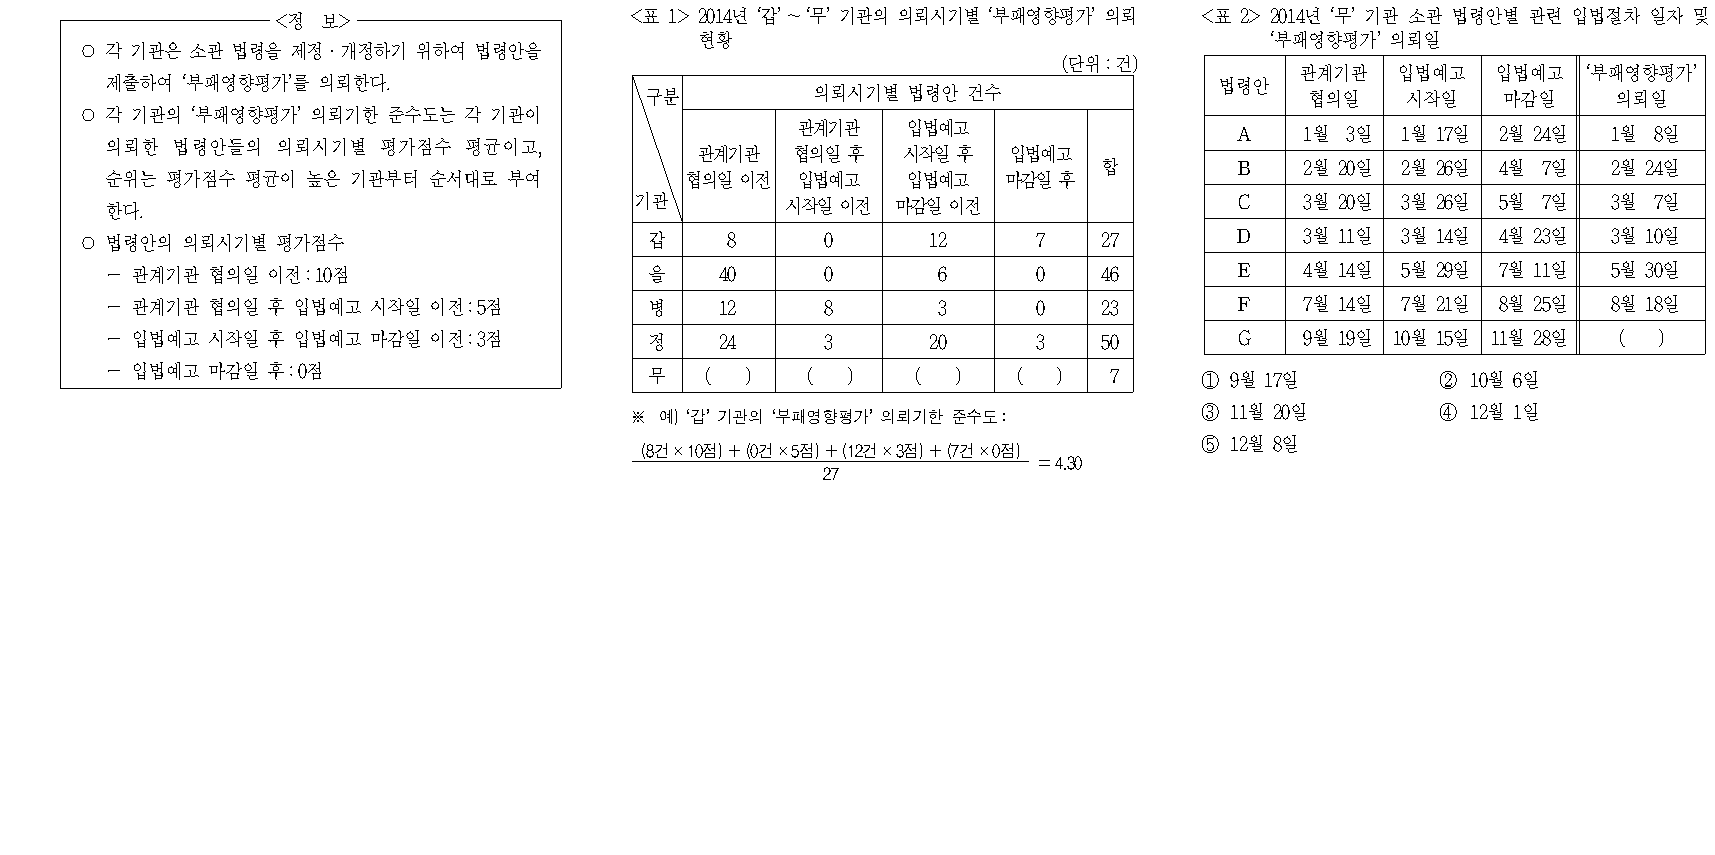 <정 보>
○ 각 기관은 소관 법령을 제정·개정하기 위하여 법령안을
제출하여 ‘부패영향평가’를 의뢰한다.
○ 각 기관의 ‘부패영향평가’ 의뢰기한 준수도는 각 기관이
의뢰한 법령안들의 의뢰시기별 평가점수 평균이고,
순위는 평가점수 평균이 높은 기관부터 순서대로 부여
한다.
○ 법령안의 의뢰시기별 평가점수
－ 관계기관 협의일 이전:10점
－ 관계기관 협의일 후 입법예고 시작일 이전:5점
－ 입법예고 시작일 후 입법예고 마감일 이전:3점
－ 입법예고 마감일 후:0점
<표 1> 2014년 ‘갑’～‘무’ 기관의 의뢰시기별 ‘부패영향평가’ 의뢰
현황
(단위 : 건)
구분 의뢰시기별 법령안 건수
기관 관계기관 협의일 이전 관계기관 협의일 후 입법예고 시작일 이전 입법예고 시작일 후 입법예고 마감일 이전 입법예고 마감일 후 합
갑 8 0 12 7 27
을 40 0 6 0 46
병 12 8 3 0 23
정 24 3 20 3 50
무 ( ) ( ) ( ) ( ) 7
※ 예) ‘갑’ 기관의 ‘부패영향평가’ 의뢰기한 준수도 :
(8건×10점)＋(0건×5점)＋(12건×3점)＋(7건×0점)
27
＝4.30
<표 2> 2014년 ‘무’ 기관 소관 법령안별 관련 입법절차 일자 및
‘부패영향평가’ 의뢰일
법령안 관계기관 협의일 입법예고 시작일 입법예고 마감일 ‘부패영향평가’ 의뢰일
A 1월 3일 1월 17일 2월 24일 1월 8일
B 2월 20일 2월 26일 4월 7일 2월 24일
C 3월 20일 3월 26일 5월 7일 3월 7일
D 3월 11일 3월 14일 4월 23일 3월 10일
E 4월 14일 5월 29일 7월 11일 5월 30일
F 7월 14일 7월 21일 8월 25일 8월 18일
G 9월 19일 10월 15일 11월 28일 ( )
① 9월 17일 ② 10월 6일
③ 11월 20일 ④ 12월 1일
⑤ 12월 8일